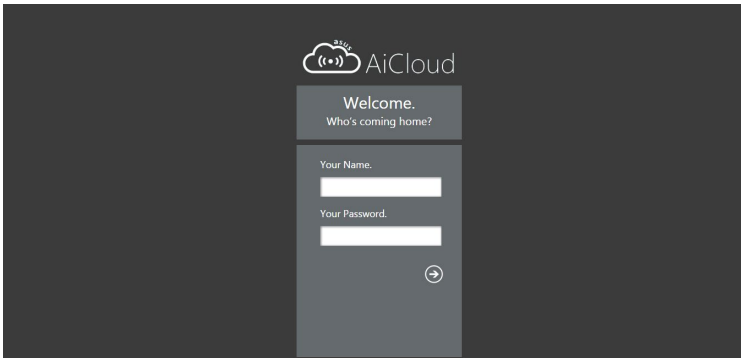 asus
AiCloud
Welcome.
Who's coming home?
Your Name.
Your Password.